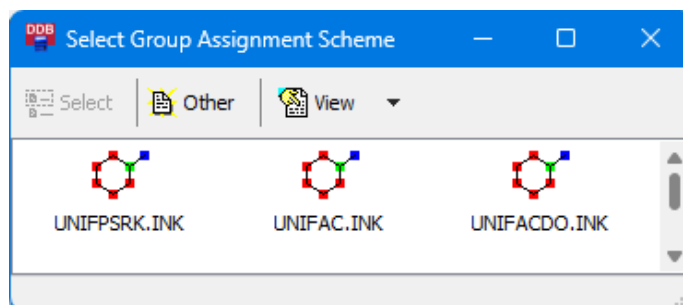 DDB Select Group Assignment Scheme
Select Other View
UNIFPSRK.INK UNIFAC.INK UNIFACDO.INK